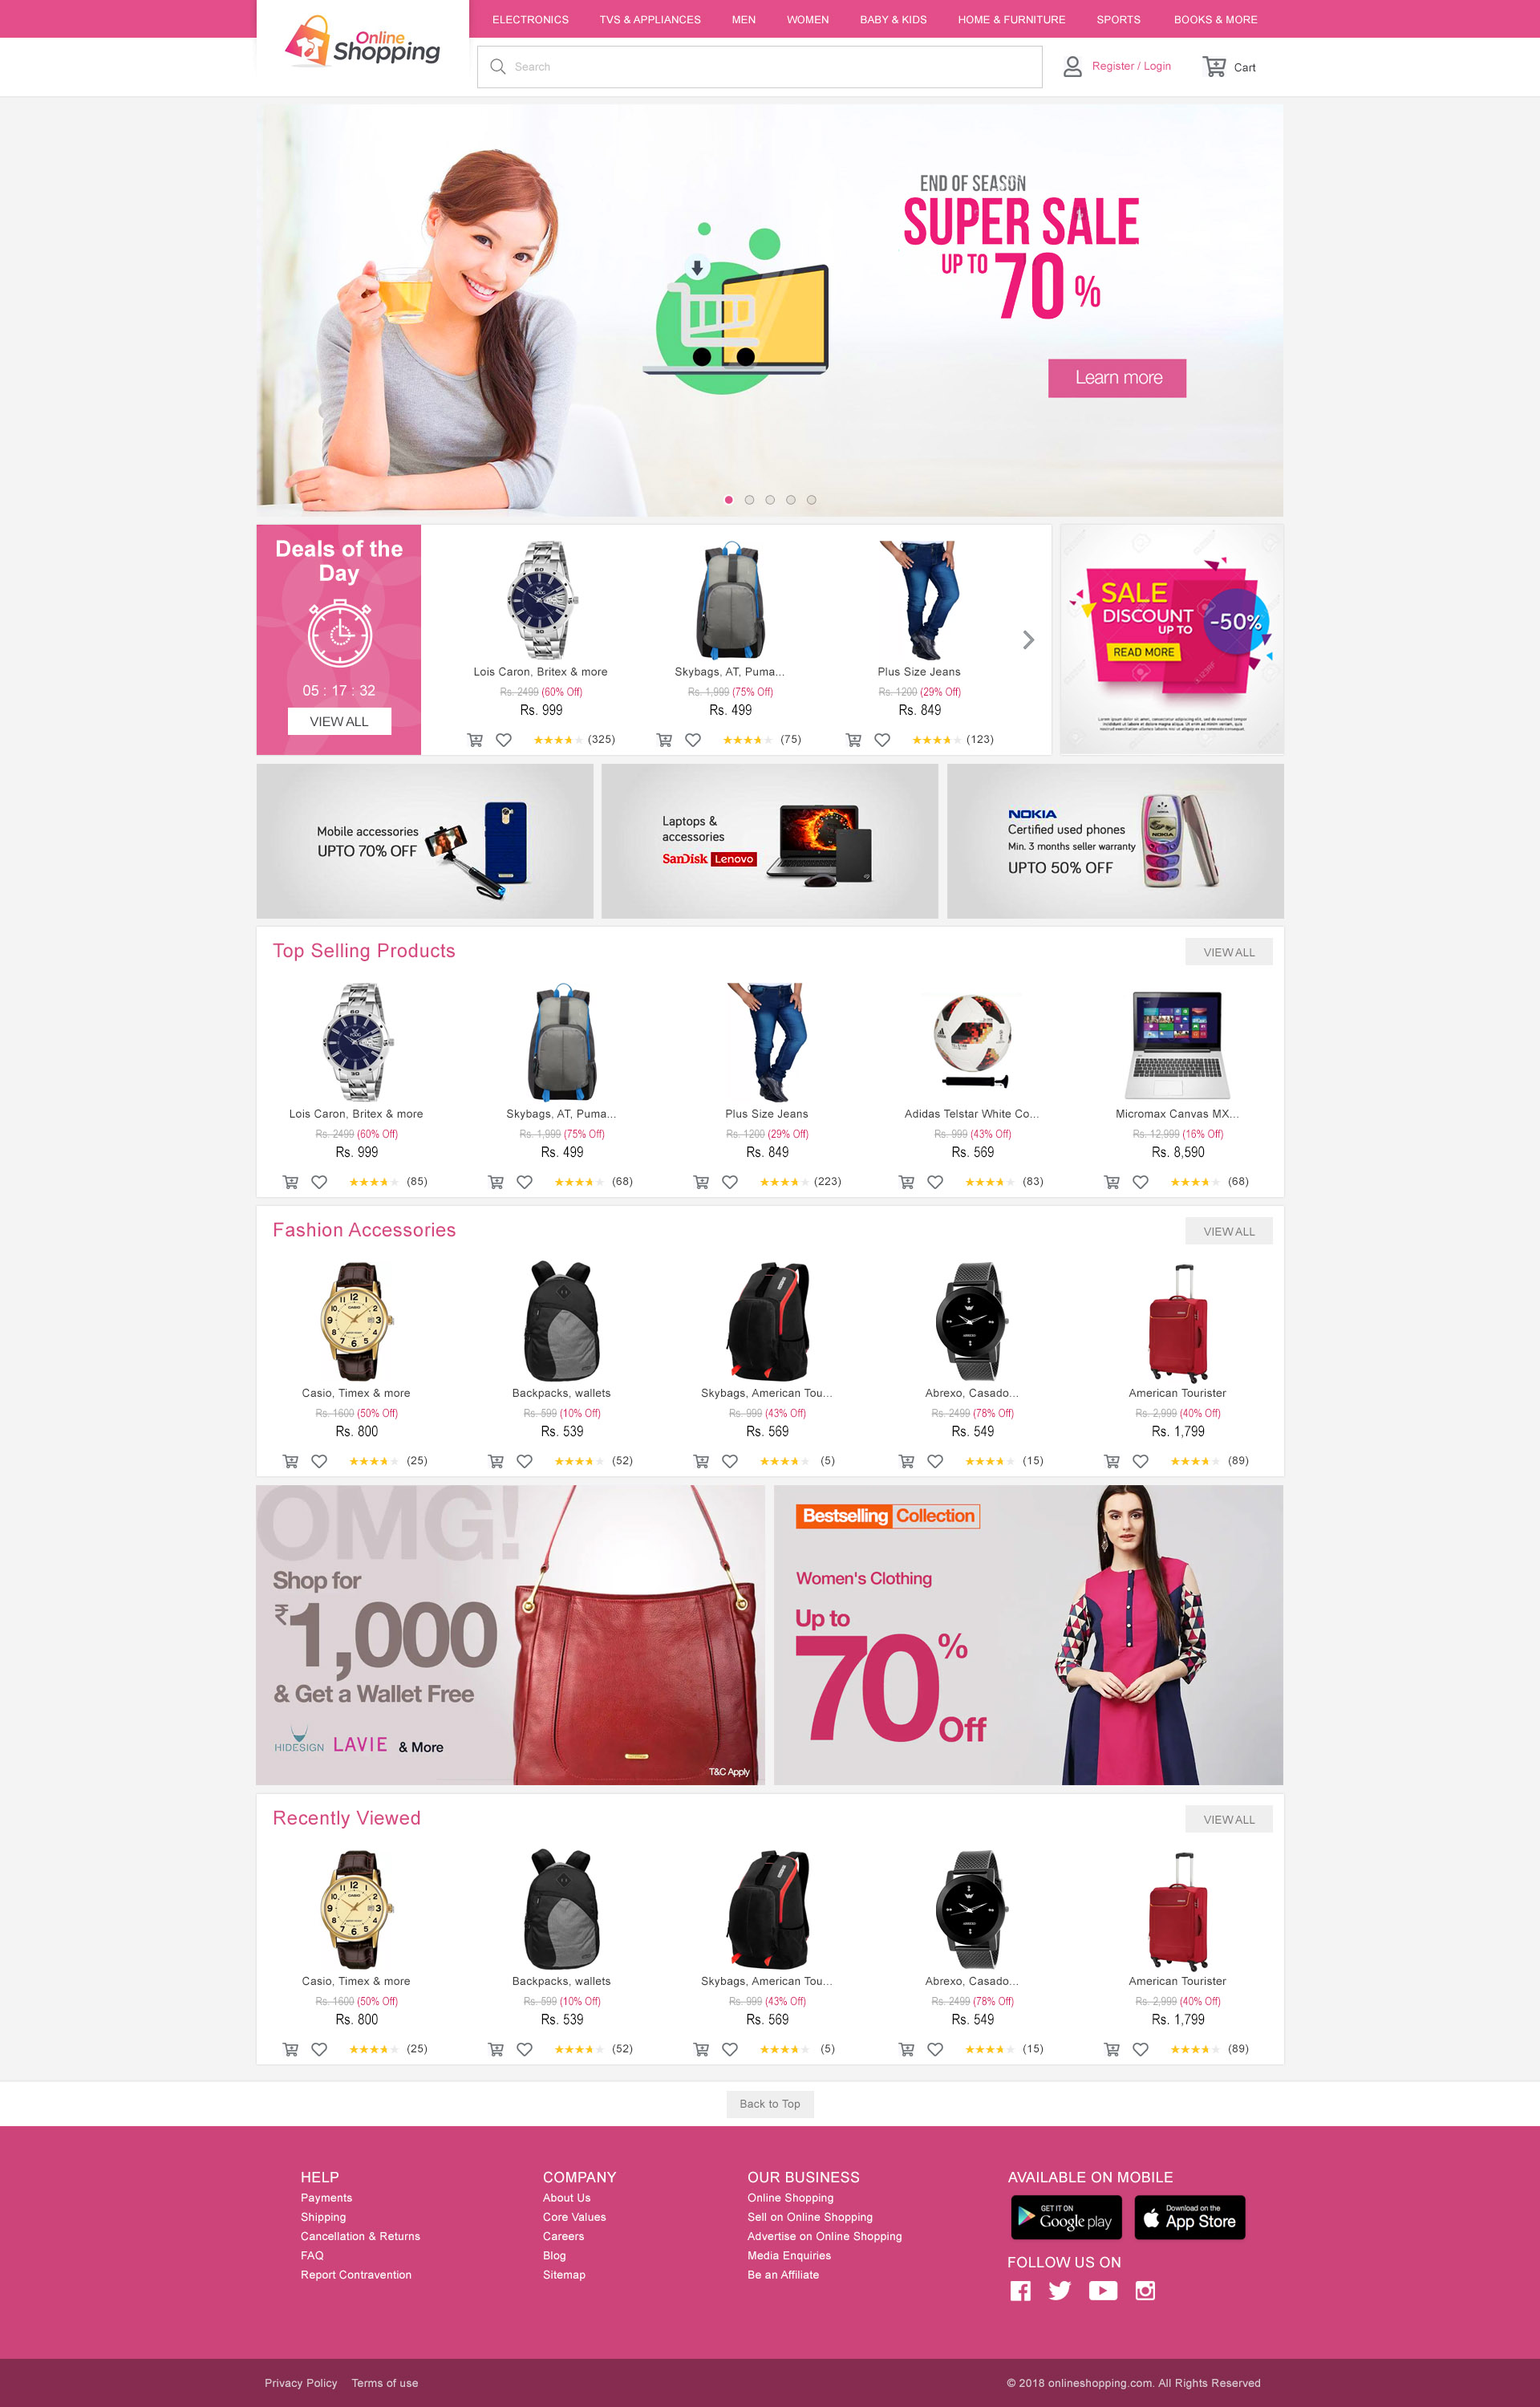 Online
Shopping
ELECTRONICS TVS & APPLIANCES MEN WOMEN BABY & KIDS HOME & FURNITURE SPORTS BOOKS & MORE
Search
Register / Login
Cart
END OF SEASON
SUPER SALE
UP TO 70 %
Learn more
Deals of the
Day
05 : 17 : 32
VIEW ALL
Lois Caron, Britex & more
Rs. 2499 (60% Off)
Rs. 999
(325)
Skybags, AT, Puma...
Rs. 1,999 (75% Off)
Rs. 499
(75)
Plus Size Jeans
Rs. 1200 (29% Off)
Rs. 849
(123)
SALE
DISCOUNT
UP TO
-50%
READ MORE
Mobile accessories
UPTO 70% OFF
Laptops &
accessories
SanDisk Lenovo
NOKIA
Certified used phones
Min. 3 months seller warranty
UPTO 50% OFF
Top Selling Products
VIEW ALL
Lois Caron, Britex & more
Rs. 2499 (60% Off)
Rs. 999
(85)
Skybags, AT, Puma...
Rs. 1,999 (75% Off)
Rs. 499
(68)
Plus Size Jeans
Rs. 1200 (29% Off)
Rs. 849
(223)
Adidas Telstar White Co...
Rs. 999 (43% Off)
Rs. 569
(83)
Micromax Canvas MX...
Rs. 12,999 (16% Off)
Rs. 8,590
(68)
Fashion Accessories
VIEW ALL
Casio, Timex & more
Rs. 1600 (50% Off)
Rs. 800
(25)
Backpacks, wallets
Rs. 599 (10% Off)
Rs. 539
(52)
Skybags, American Tou...
Rs. 999 (43% Off)
Rs. 569
(5)
Abrexo, Casado...
Rs. 2499 (78% Off)
Rs. 549
(15)
American Tourister
Rs. 2,999 (40% Off)
Rs. 1,799
(89)
OMG!
Shop for
₹1,000
& Get a Wallet Free
HIDESIGN LAVIE & More
T&C Apply
Bestselling Collection
Women's Clothing
Up to
70% Off
Recently Viewed
VIEW ALL
Casio, Timex & more
Rs. 1600 (50% Off)
Rs. 800
(25)
Backpacks, wallets
Rs. 599 (10% Off)
Rs. 539
(52)
Skybags, American Tou...
Rs. 999 (43% Off)
Rs. 569
(5)
Abrexo, Casado...
Rs. 2499 (78% Off)
Rs. 549
(15)
American Tourister
Rs. 2,999 (40% Off)
Rs. 1,799
(89)
Back to Top
HELP
Payments
Shipping
Cancellation & Returns
FAQ
Report Contravention
COMPANY
About Us
Core Values
Careers
Blog
Sitemap
OUR BUSINESS
Online Shopping
Sell on Online Shopping
Advertise on Online Shopping
Media Enquiries
Be an Affiliate
AVAILABLE ON MOBILE
GET IT ON
Google play
Download on the
App Store
FOLLOW US ON
Privacy Policy Terms of use
© 2018 onlineshopping.com. All Rights Reserved